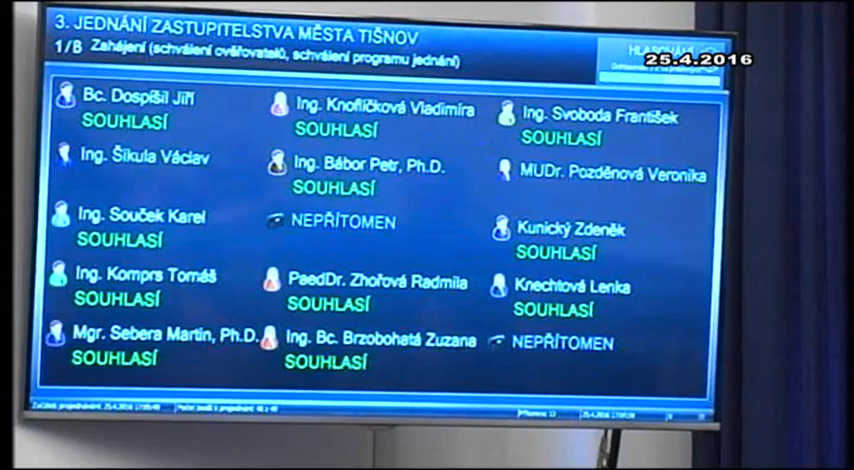 3. JEDNÁNÍ ZASTUPITELSTVA MĚSTA TIŠNOV
1/B Zahájení (schválení ověřovatelů, schválení programu jednání)
HLASOVÁNÍ
25.4.2016
Bc. Dospíšil Jiří
SOUHLASÍ
Ing. Knoflíčková Vladimíra
SOUHLASÍ
Ing. Svoboda František
SOUHLASÍ
Ing. Šikula Václav
Ing. Bábor Petr, Ph.D.
SOUHLASÍ
MUDr. Pozděnová Veronika
Ing. Souček Karel
SOUHLASÍ
NEPŘÍTOMEN
Kunický Zdeněk
SOUHLASÍ
Ing. Komprs Tomáš
SOUHLASÍ
PaedDr. Zhořová Radmila
SOUHLASÍ
Knechtová Lenka
SOUHLASÍ
Mgr. Sebera Martin, Ph.D.
SOUHLASÍ
Ing. Bc. Brzobohatá Zuzana
SOUHLASÍ
NEPŘÍTOMEN